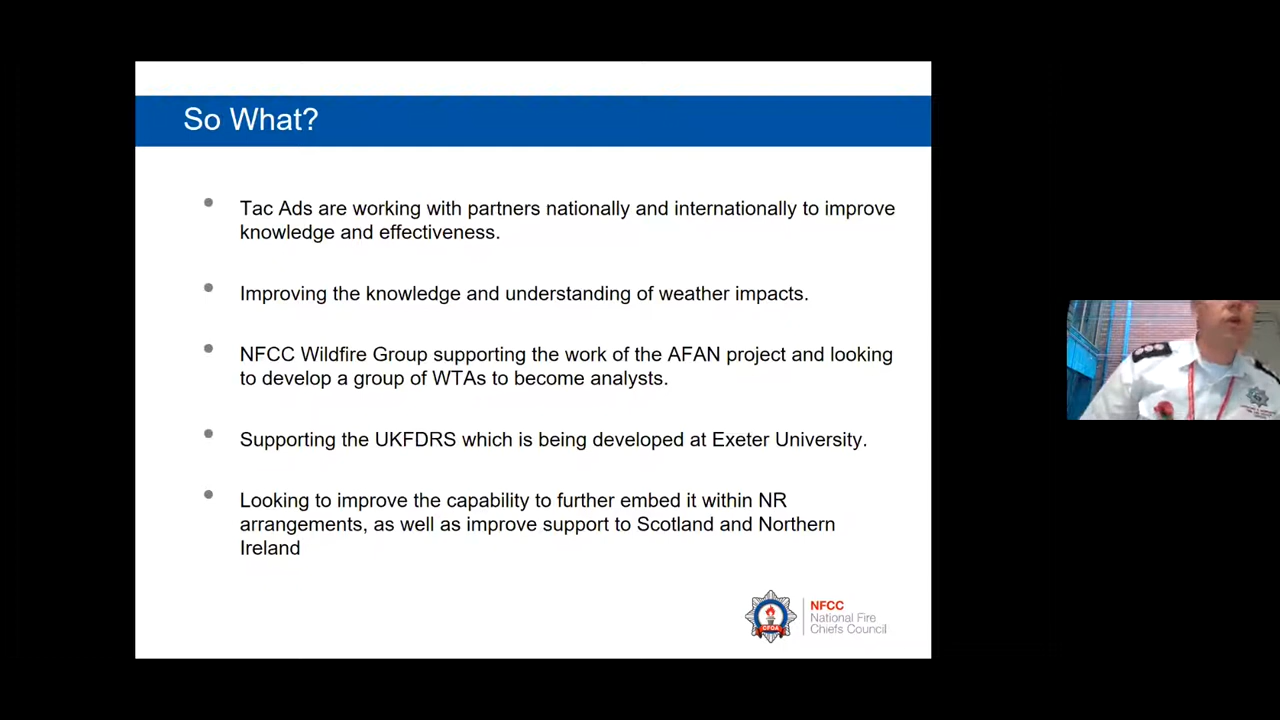 So What?
Tac Ads are working with partners nationally and internationally to improve
knowledge and effectiveness.
Improving the knowledge and understanding of weather impacts.
NFCC Wildfire Group supporting the work of the AFAN project and looking
to develop a group of WTAs to become analysts.
Supporting the UKFDRS which is being developed at Exeter University.
Looking to improve the capability to further embed it within NR
arrangements, as well as improve support to Scotland and Northern
Ireland
CFOA
NFCC
National Fire
Chiefs Council